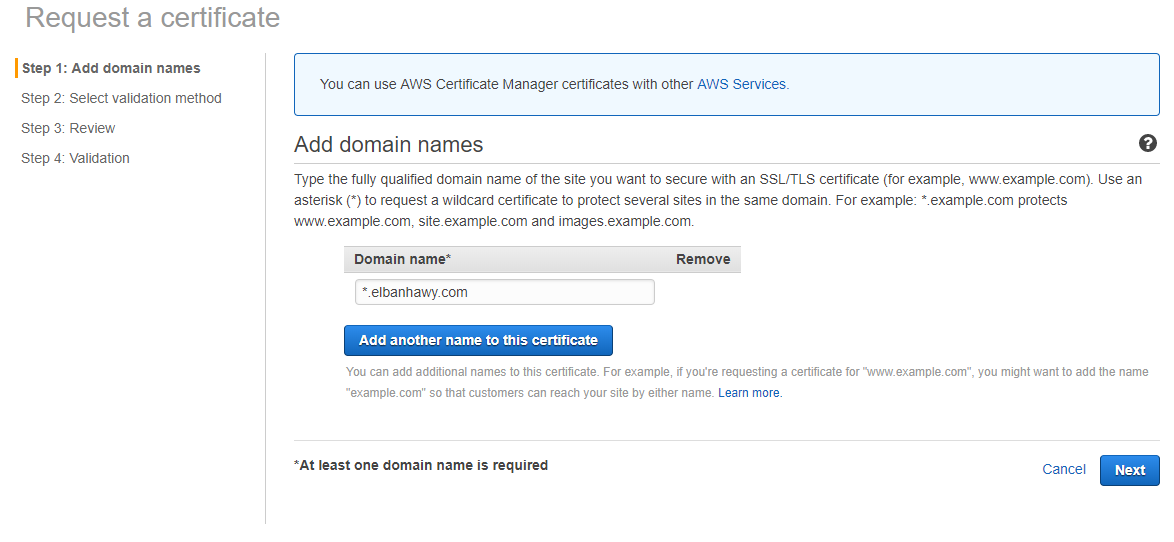 Request a certificate
Step 1: Add domain names
Step 2: Select validation method
Step 3: Review
Step 4: Validation
You can use AWS Certificate Manager certificates with other AWS Services.
Add domain names
?
Type the fully qualified domain name of the site you want to secure with an SSL/TLS certificate (for example, www.example.com). Use an
asterisk (*) to request a wildcard certificate to protect several sites in the same domain. For example: *.example.com protects
www.example.com, site.example.com and images.example.com.
Domain name* Remove
*.elbanhawy.com
Add another name to this certificate
You can add additional names to this certificate. For example, if you're requesting a certificate for "www.example.com", you might want to add the name
"example.com" so that customers can reach your site by either name. Learn more.
*At least one domain name is required
Cancel Next